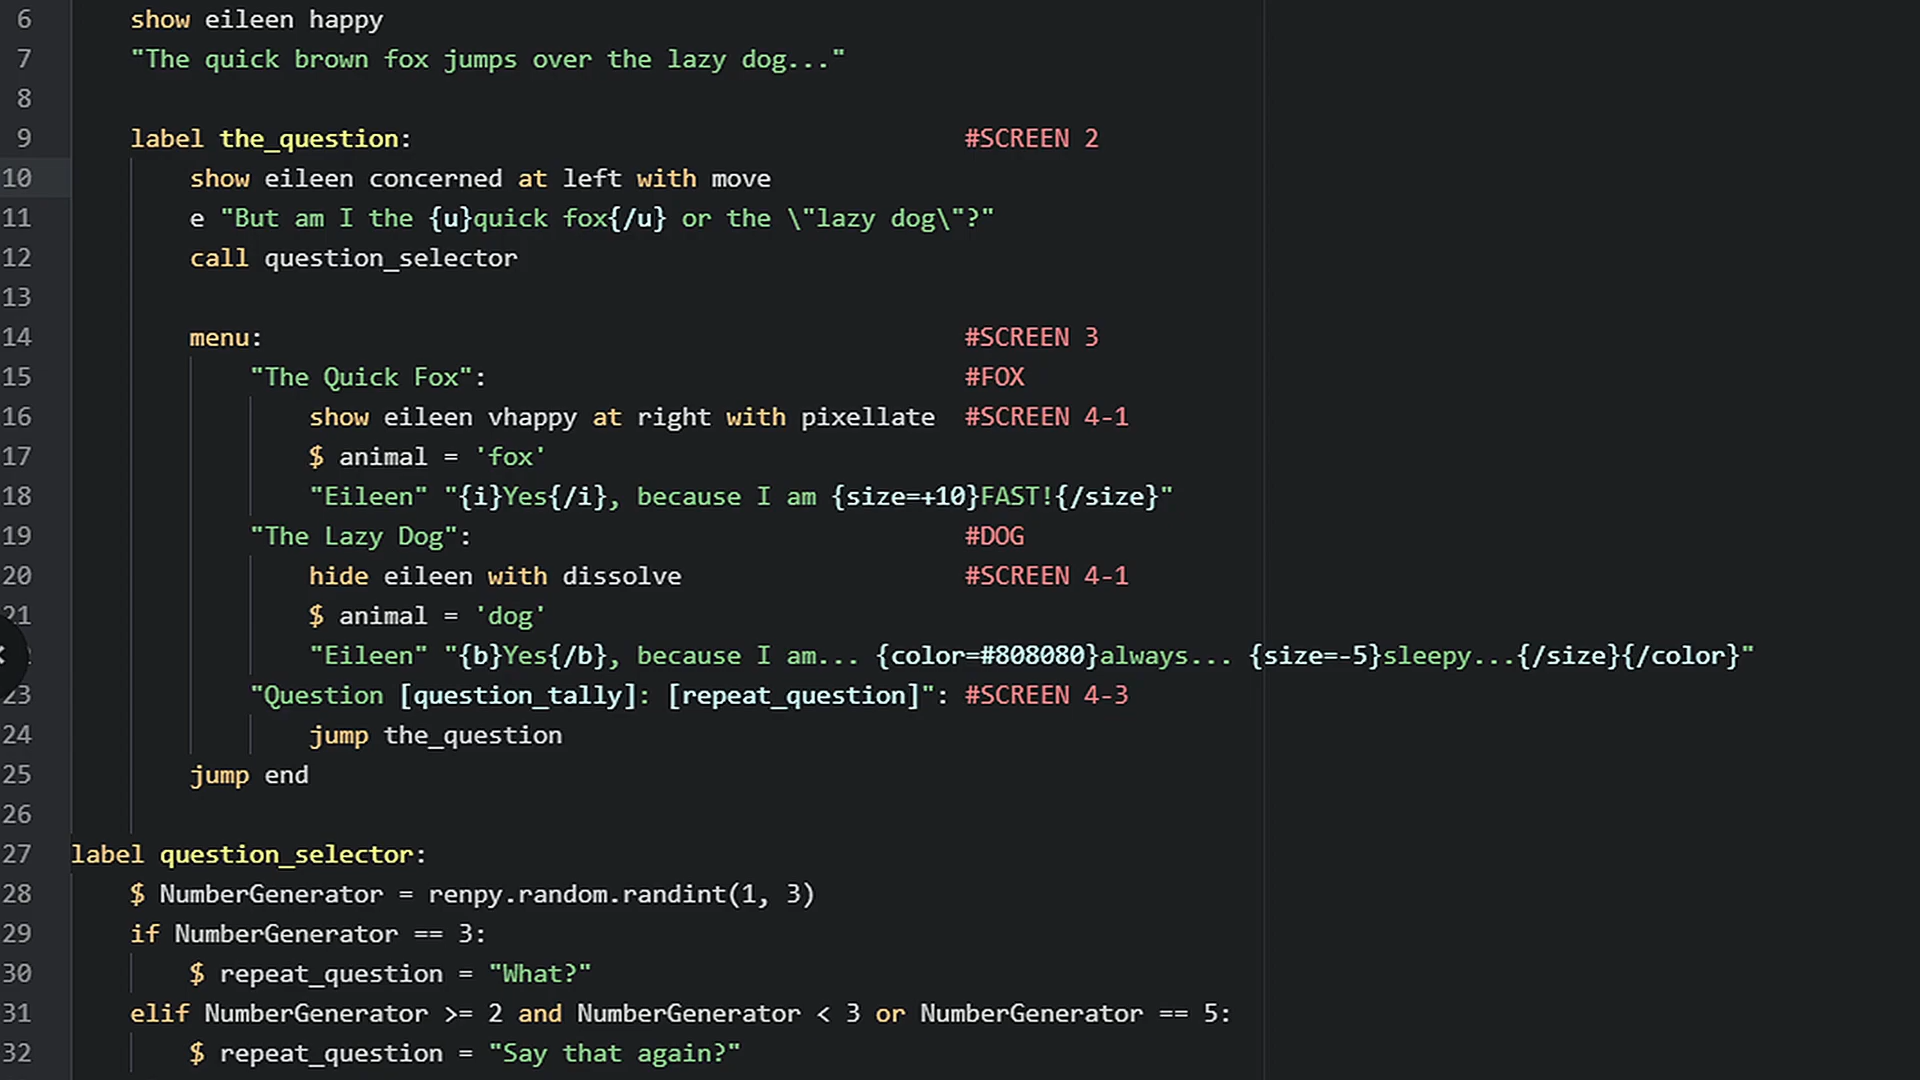 6 show eileen happy
7 "The quick brown fox jumps over the lazy dog..."
8
9 label the_question: #SCREEN 2
10 show eileen concerned at left with move
11 e "But am I the {u}quick fox{/u} or the \"lazy dog\"?"
12 call question_selector
13
14 menu: #SCREEN 3
15 "The Quick Fox": #FOX
16 show eileen vhappy at right with pixellate #SCREEN 4-1
17 $ animal = 'fox'
18 "Eileen" "{i}Yes{/i}, because I am {size=+10}FAST!{/size}"
19 "The Lazy Dog": #DOG
20 hide eileen with dissolve #SCREEN 4-1
21 $ animal = 'dog'
"Eileen" "{b}Yes{/b}, because I am... {color=#808080}always... {size=-5}sleepy...{/size}{/color}"
23 "Question [question_tally]: [repeat_question]": #SCREEN 4-3
24 jump the_question
25 jump end
26
27 label question_selector:
28 $ NumberGenerator = renpy.random.randint(1, 3)
29 if NumberGenerator == 3:
30 $ repeat_question = "What?"
31 elif NumberGenerator >= 2 and NumberGenerator < 3 or NumberGenerator == 5:
32 $ repeat_question = "Say that again?"